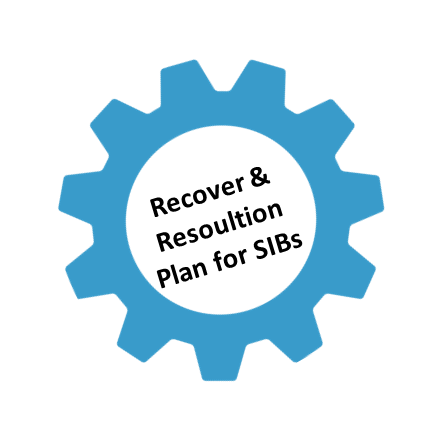 Recover &
Resoultion
Plan for SIBs